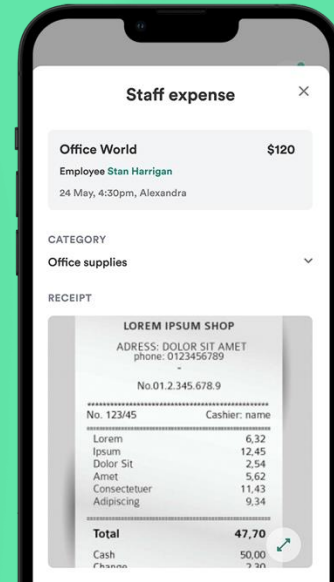 Staff expense
Office World $120
Employee Stan Harrigan
24 May, 4:30pm, Alexandra
CATEGORY
Office supplies
RECEIPT
LOREM IPSUM SHOP
ADRESS: DOLOR SIT AMET
phone: 0123456789
-
No.01.2.345.678.9
No. 123/45 Cashier: name
Lorem 6,32
Ipsum 12,45
Dolor Sit 2,54
Amet 5,62
Consectetuer 11,43
Adipiscing 9,34
Total 47,70
Cash 50,00
Change 2,30